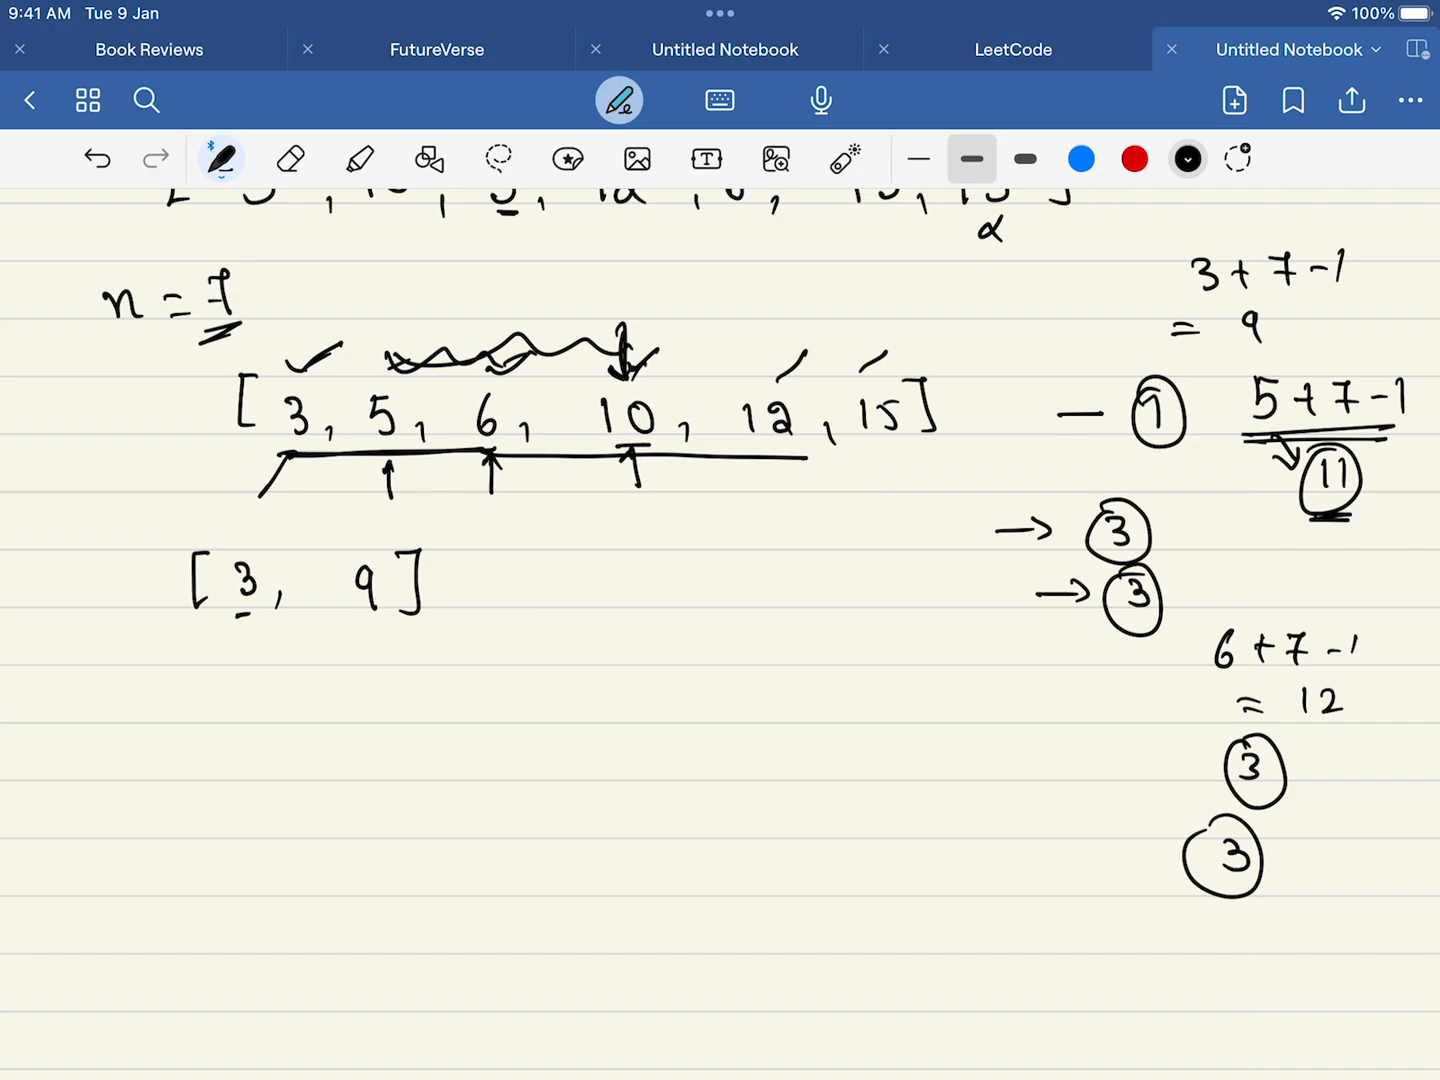 9:41 AM Tue 9 Jan
100%
Book Reviews
FutureVerse
Untitled Notebook
LeetCode
Untitled Notebook
α
n = 7
3 + 7 - 1
= 9
[ 3, 5, 6, 10, 12, 15 ]
5 + 7 - 1
11
3
[ 3, 9 ]
3
6 + 7 - 1
= 12
3
3